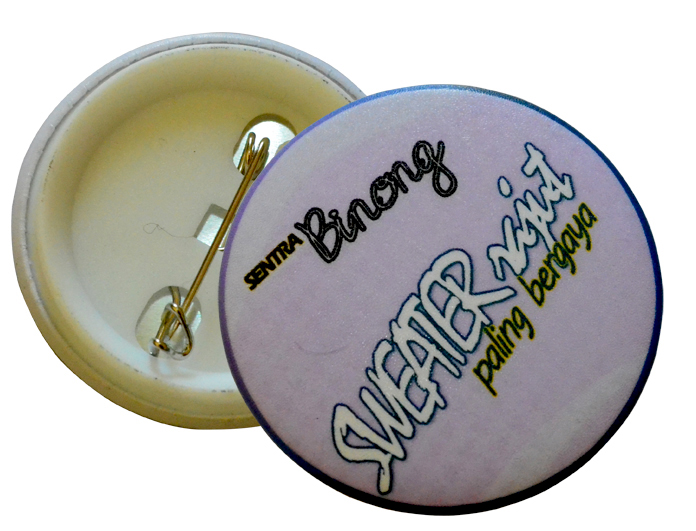 SENTRA Binong
SWEATER rajut
paling bergaya